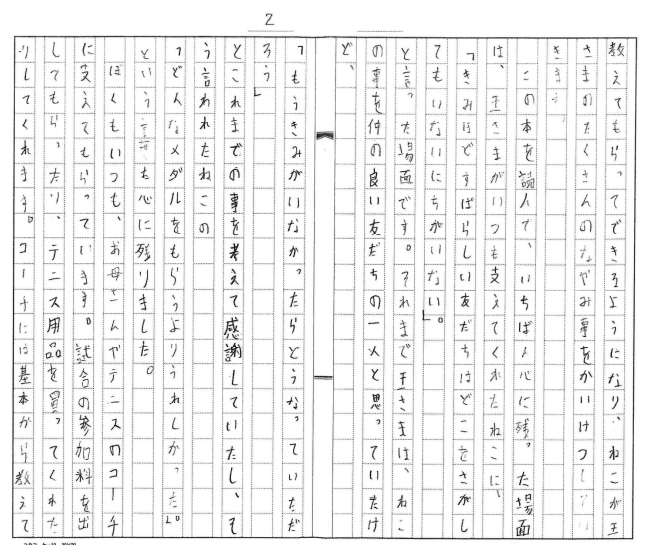 2
教えてもらってできるようになり、ねこが王
さまのたくさんのなやみ事をかいけつし
きま
この本を読んで、いちばん心に残った場面
は、王さまがいつも支えてくれたねこに、
「きみほどすばらしい友だちはどこをさがし
てもいないにちがいない」。
と言った場面です。それまで王さまは、ねこ
の事を仲の良い友だちの一人と思っていたけ
ど、
「もうきみがいなかったらどうなっていただ
ろう」
とこれまでの事を考えて感謝していたし、そ
う言われたねこの
「どんなメダルをもらうよりうれしかった」。
という言葉も心に残りました。
ぼくもいつも、お母さんやテニスのコーチ
に支えてもらっています。試合の参加料を出
してもらったり、テニス用品を買ってくれた
りしてくれます。コーチには基本から教えて